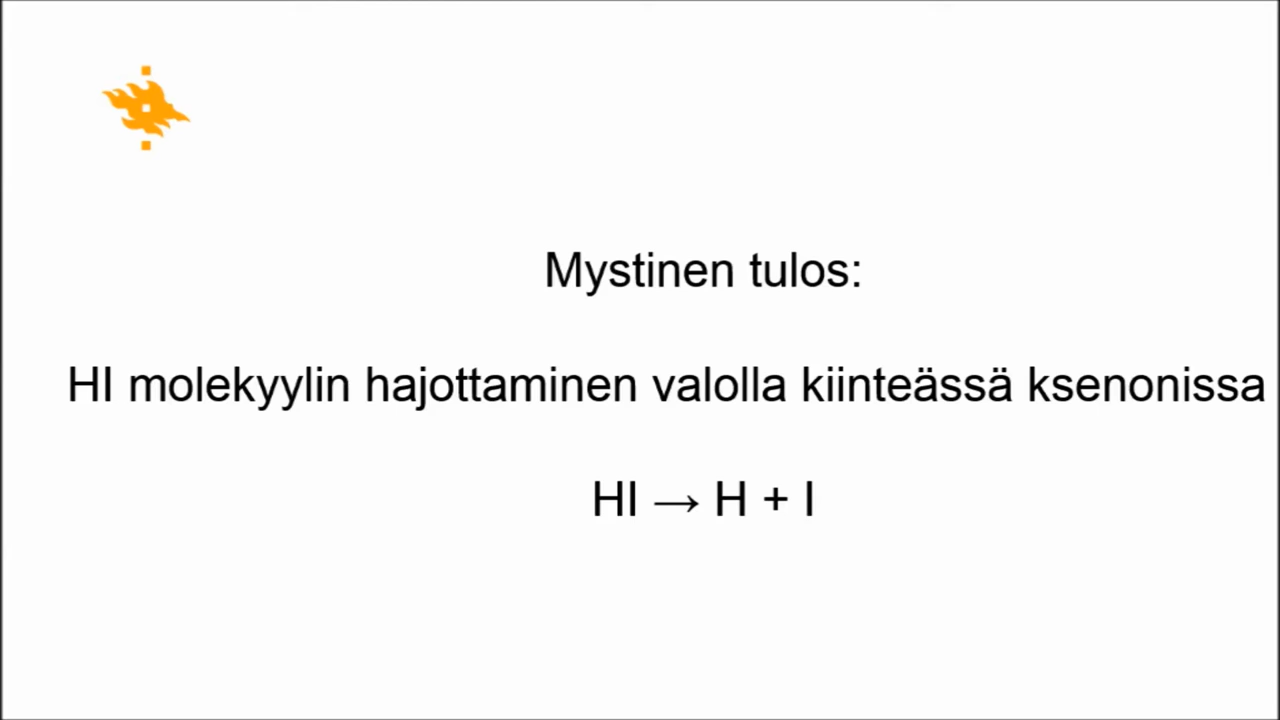 Mystinen tulos:
HI molekyylin hajottaminen valolla kiinteässä ksenonissa
HI → H + I